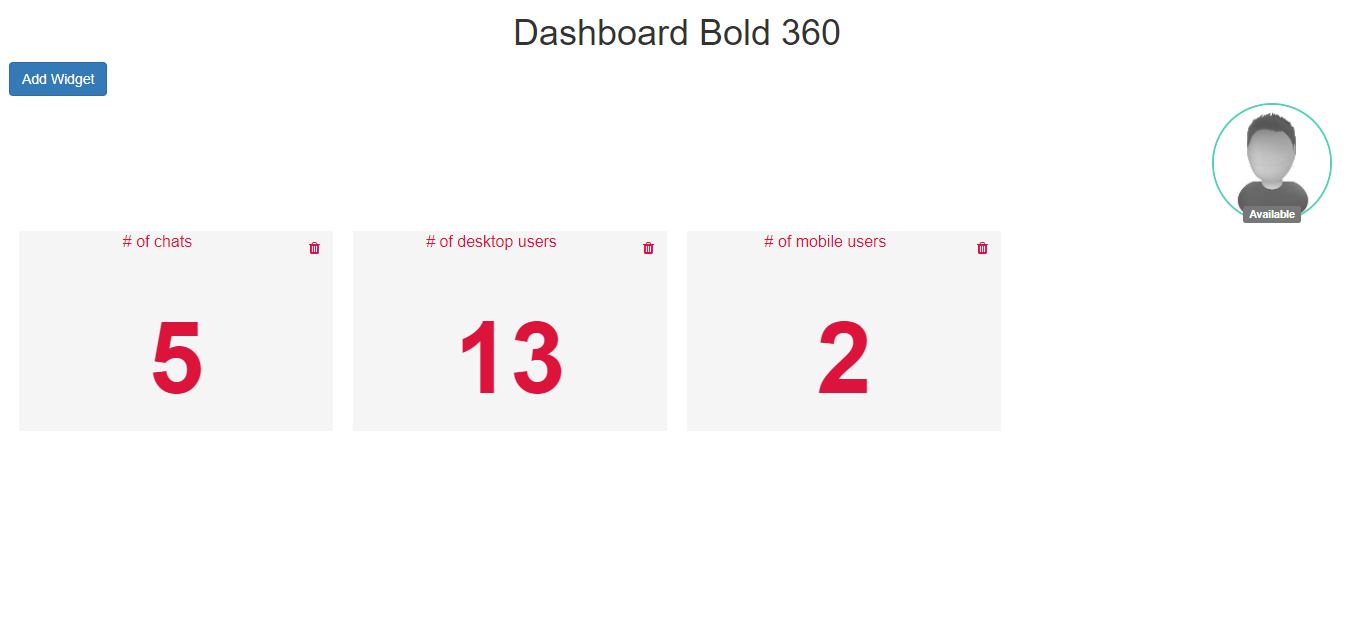 Dashboard Bold 360
Add Widget
Available
# of chats
# of desktop users
# of mobile users
5
13
2